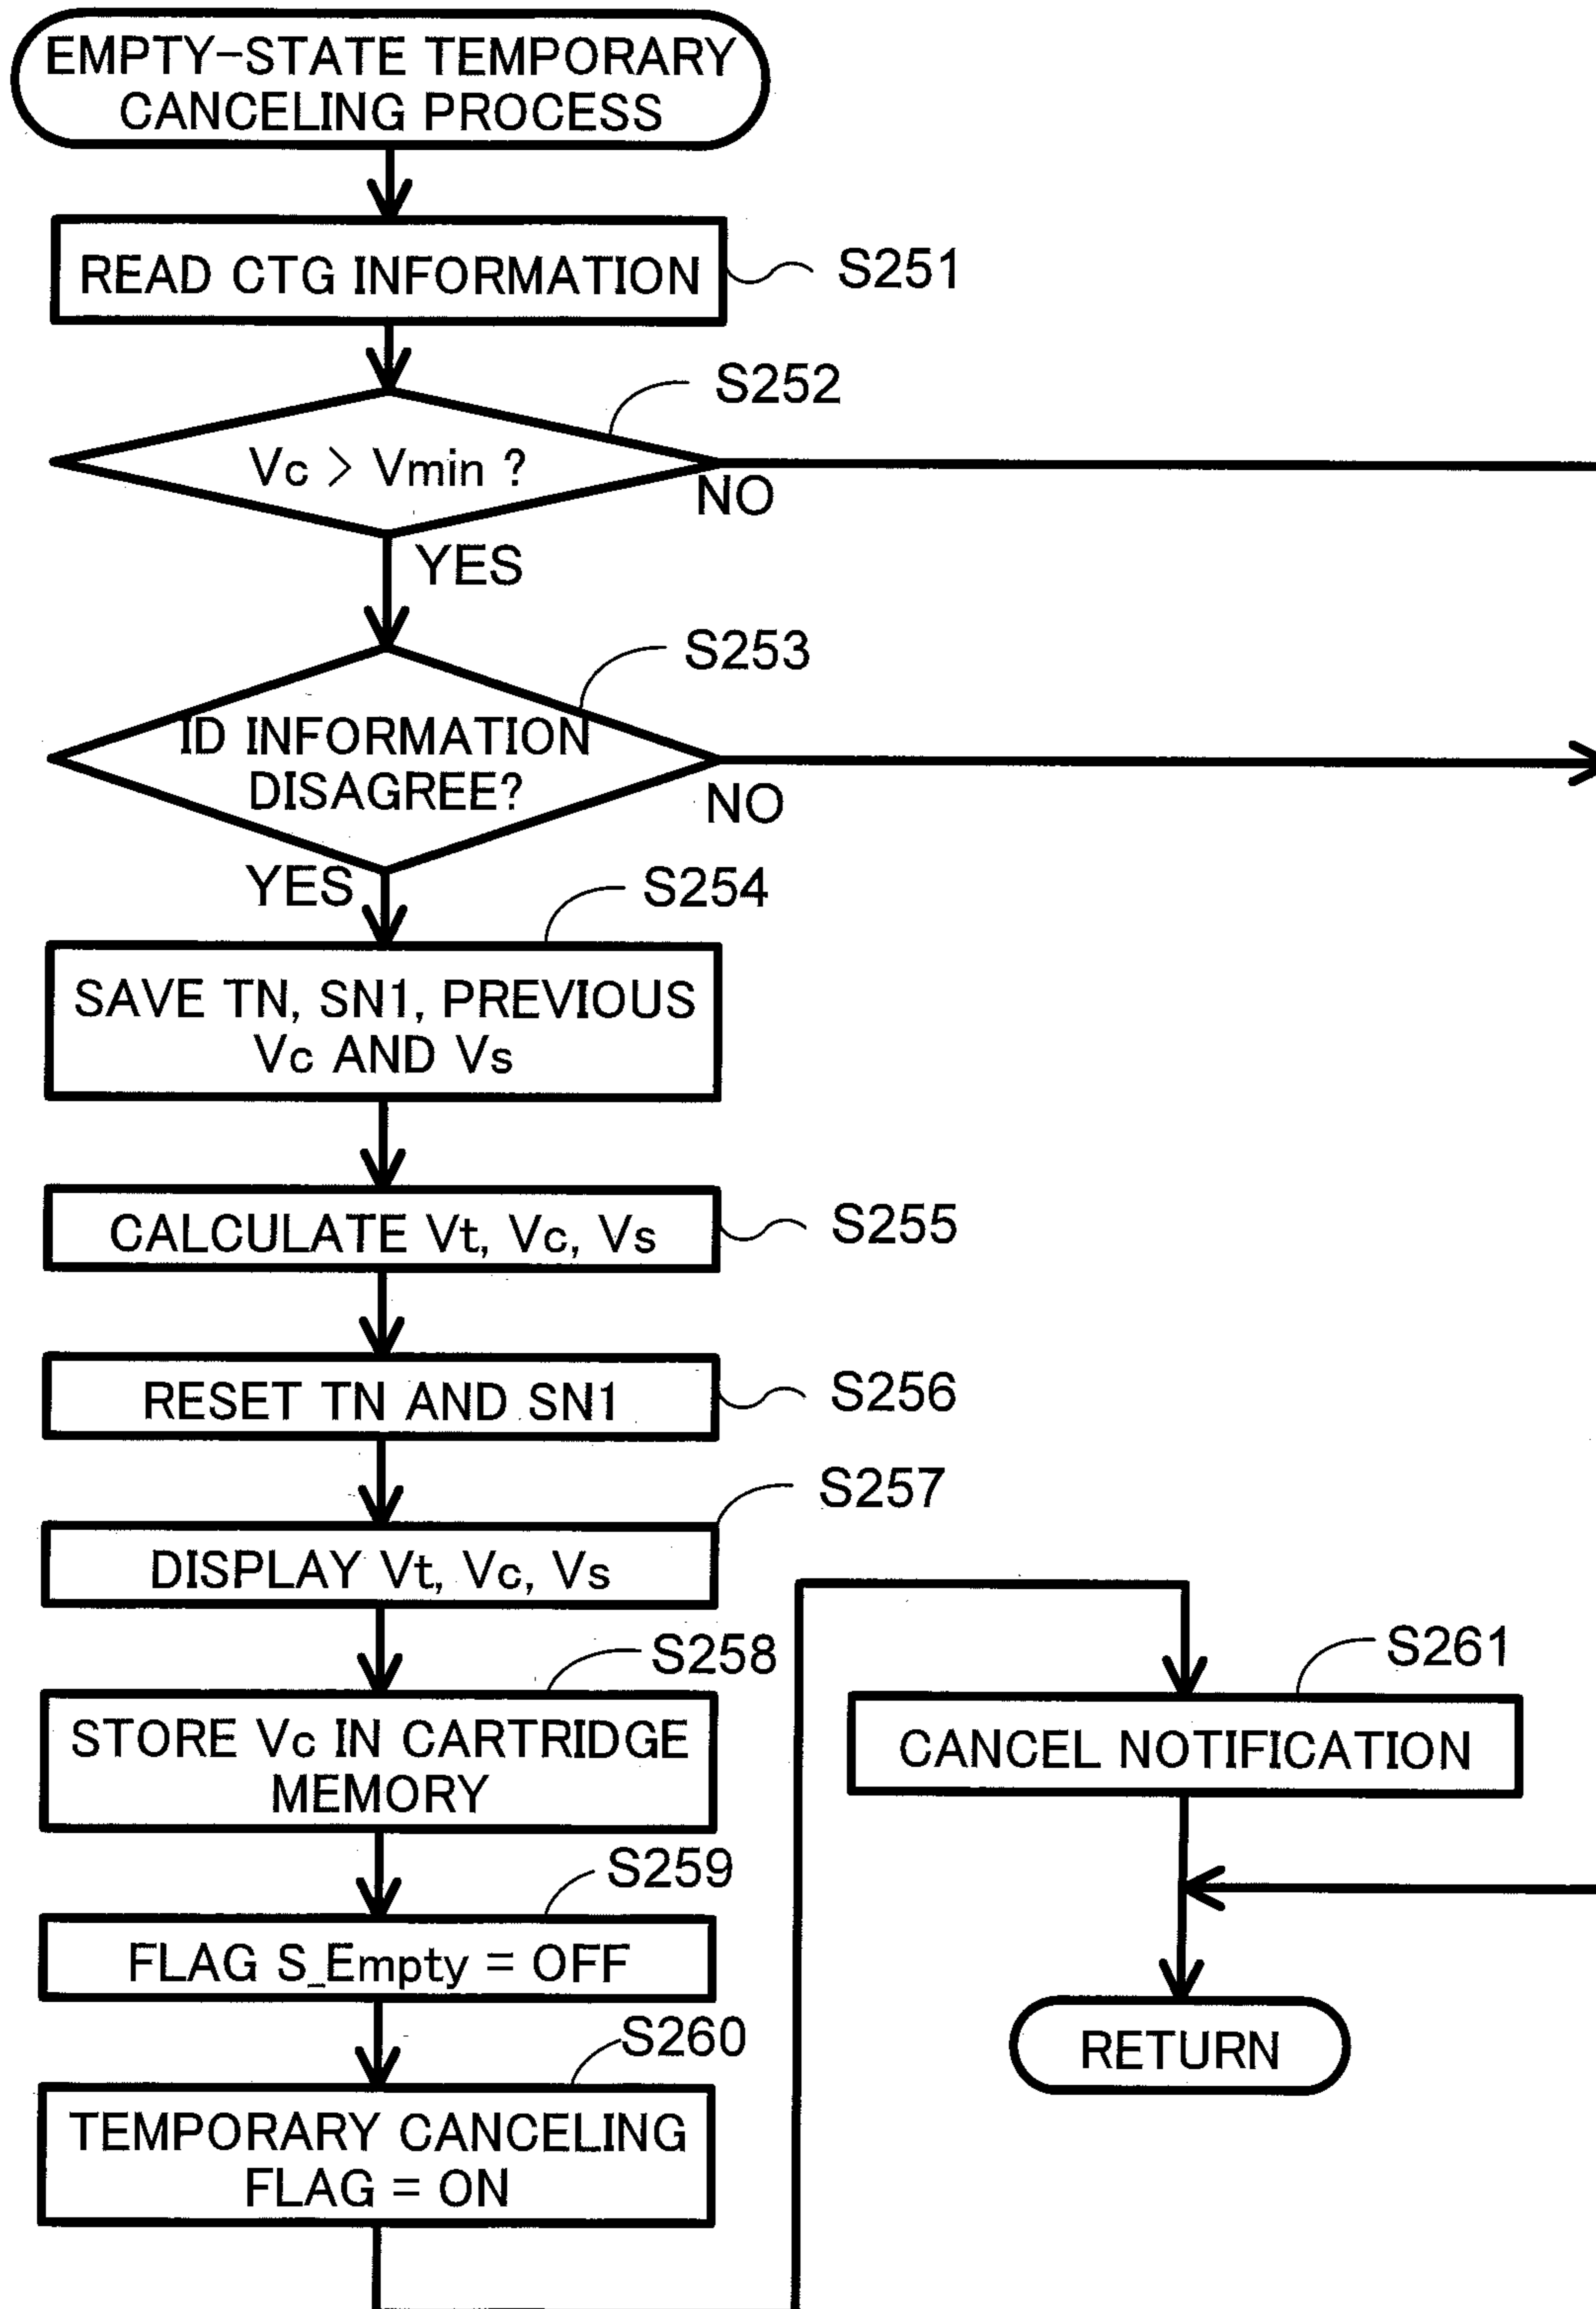 EMPTY-STATE TEMPORARY
CANCELING PROCESS
READ CTG INFORMATION
S251
S252
Vc > Vmin ?
NO
YES
S253
ID INFORMATION
DISAGREE?
NO
YES
S254
SAVE TN, SN1, PREVIOUS
Vc AND Vs
CALCULATE Vt, Vc, Vs
S255
RESET TN AND SN1
S256
S257
DISPLAY Vt, Vc, Vs
S258
STORE Vc IN CARTRIDGE
MEMORY
S259
FLAG S_Empty = OFF
S260
TEMPORARY CANCELING
FLAG = ON
S261
CANCEL NOTIFICATION
RETURN